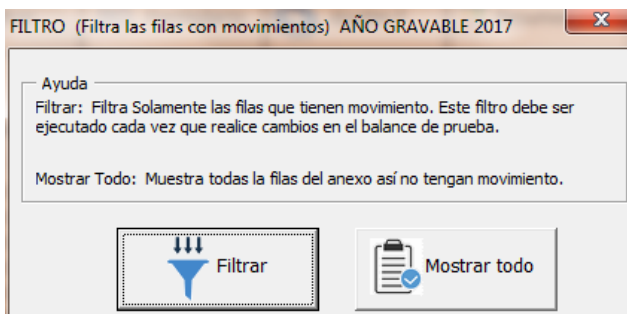 FILTRO (Filtra las filas con movimientos) AÑO GRAVABLE 2017
Ayuda
Filtrar: Filtra Solamente las filas que tienen movimiento. Este filtro debe ser
ejecutado cada vez que realice cambios en el balance de prueba.
Mostrar Todo: Muestra todas la filas del anexo así no tengan movimiento.
Filtrar
Mostrar todo